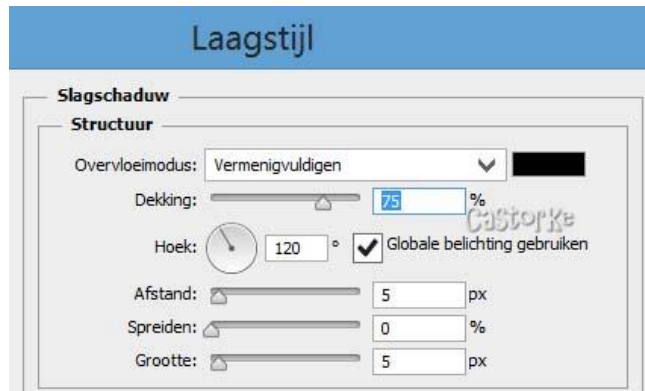 Laagstijl
Slagschaduw
Structuur
Overvloeimodus: Vermenigvuldigen
Dekking: 75 %
CaStorKe
Hoek: 120 ° Globale belichting gebruiken
Afstand: 5 px
Spreiden: 0 %
Grootte: 5 px